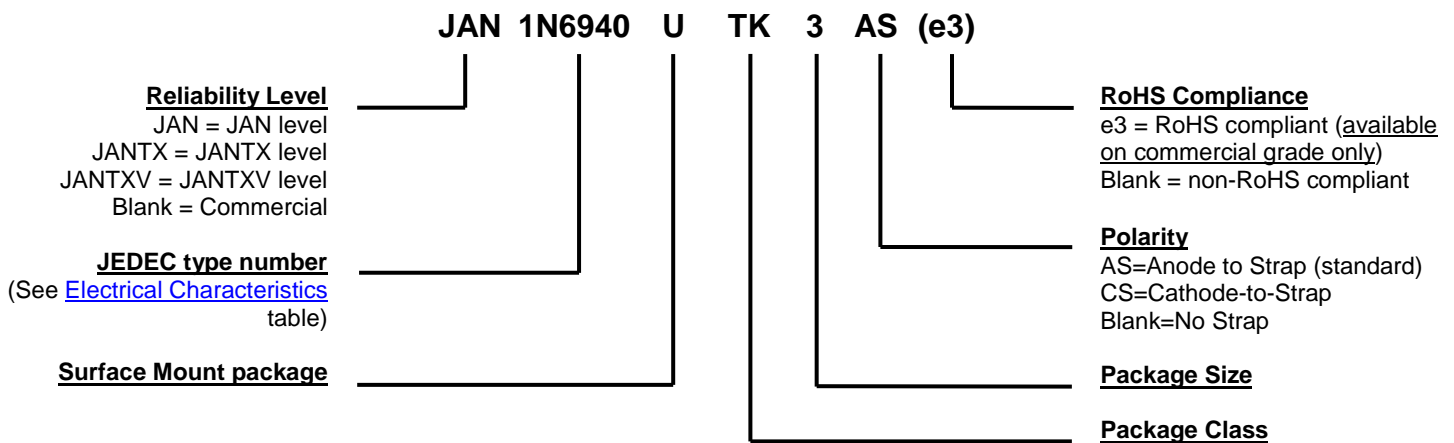 JAN 1N6940 U TK 3 AS (e3)
Reliability Level
JAN = JAN level
JANTX = JANTX level
JANTXV = JANTXV level
Blank = Commercial
JEDEC type number
(See Electrical Characteristics
table)
Surface Mount package
RoHS Compliance
e3 = RoHS compliant (available
on commercial grade only)
Blank = non-RoHS compliant
Polarity
AS=Anode to Strap (standard)
CS=Cathode-to-Strap
Blank=No Strap
Package Size
Package Class